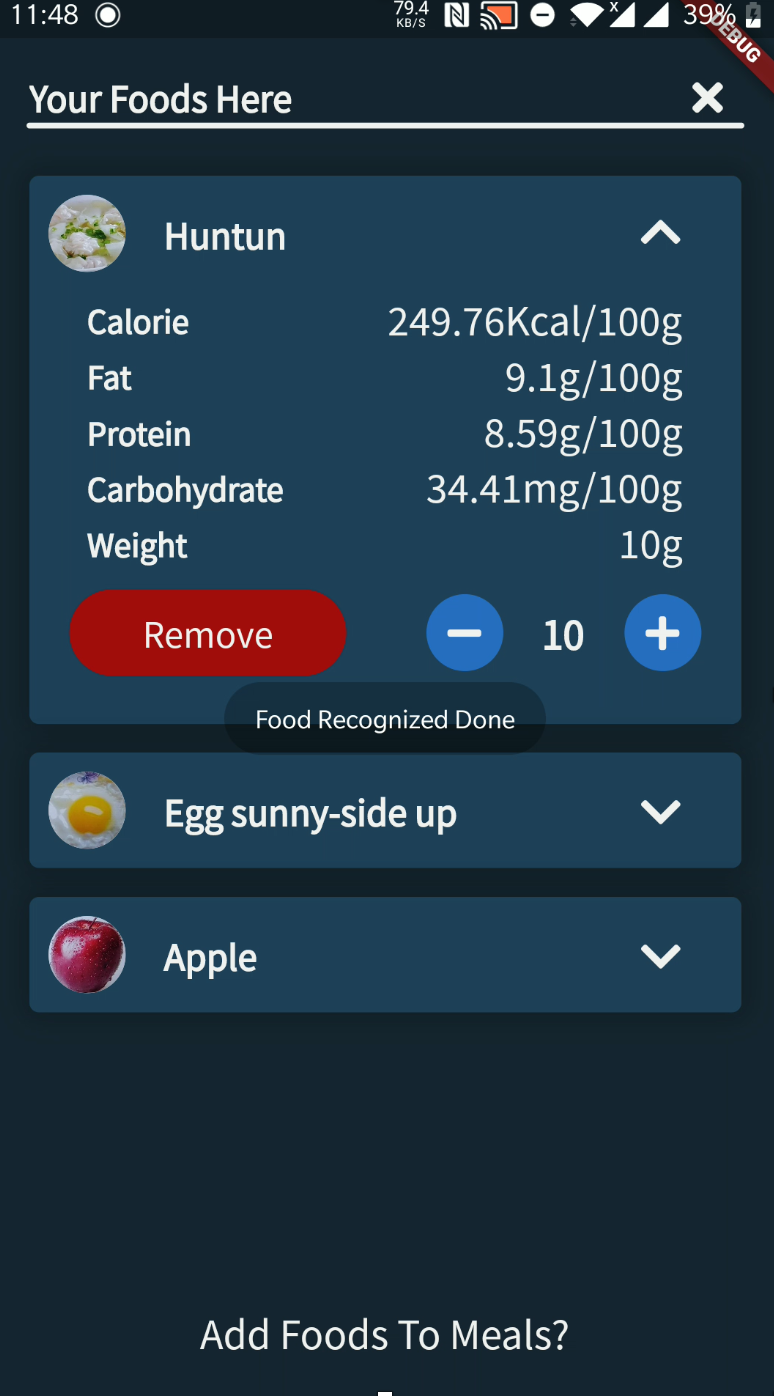 11:48 79.4 KB/S 39%
DEBUG
Your Foods Here
Huntun
Calorie 249.76Kcal/100g
Fat 9.1g/100g
Protein 8.59g/100g
Carbohydrate 34.41mg/100g
Weight 10g
Remove 10
Food Recognized Done
Egg sunny-side up
Apple
Add Foods To Meals?